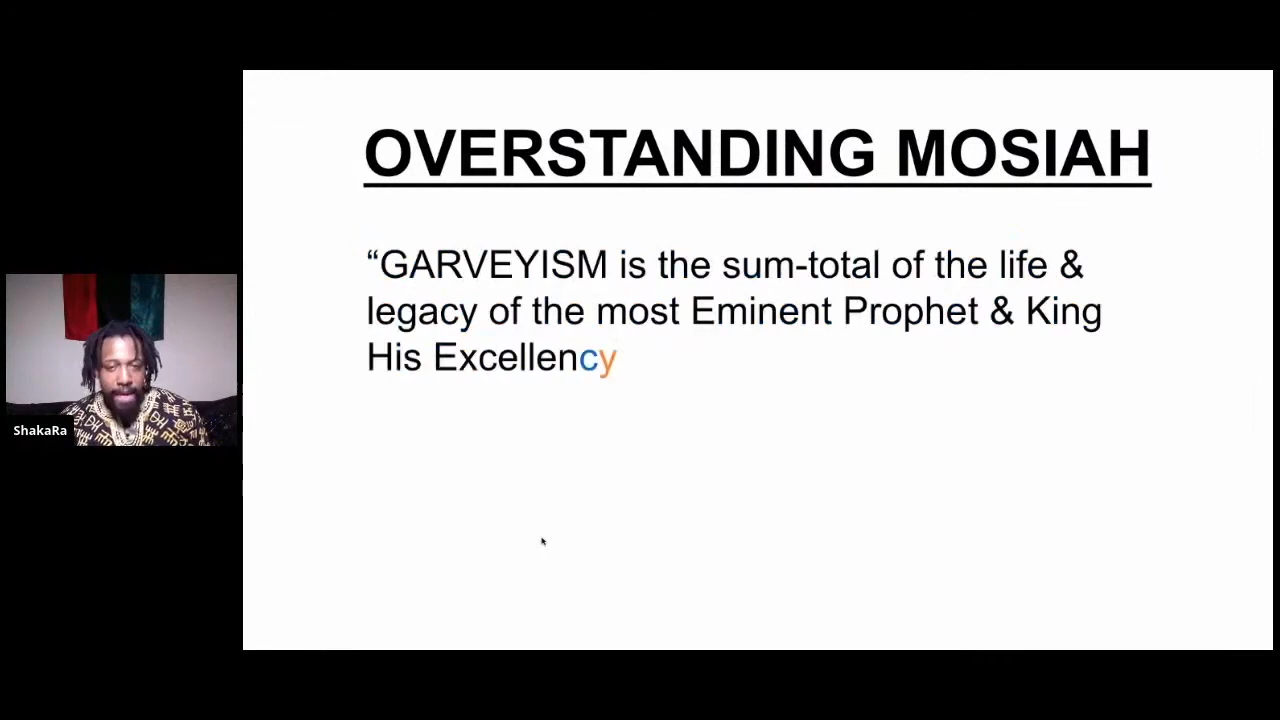 OVERSTANDING MOSIAH
“GARVEYISM is the sum-total of the life &
legacy of the most Eminent Prophet & King
His Excellency
ShakaRa